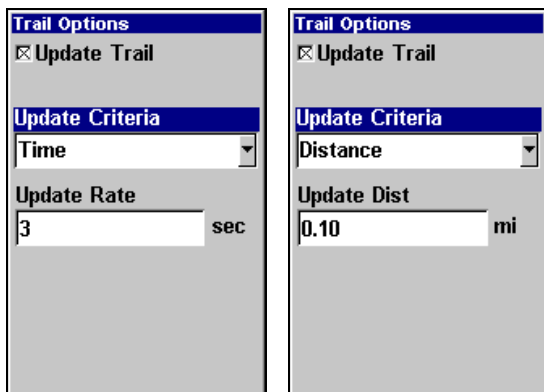 Trail Options
Update Trail
Update Criteria
Time
Update Rate
3 sec
Trail Options
Update Trail
Update Criteria
Distance
Update Dist
0.10 mi